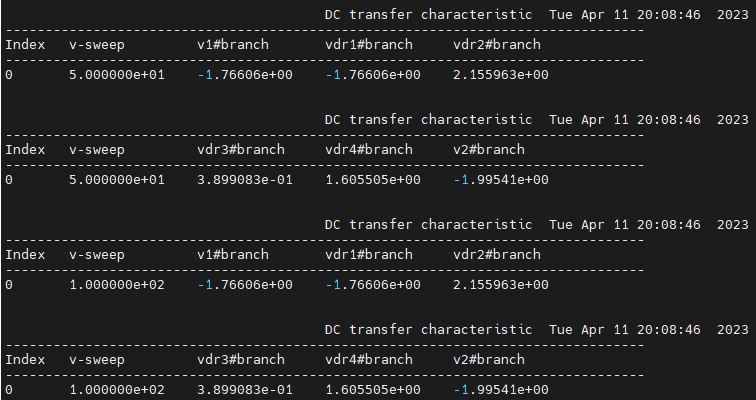 DC transfer characteristic  Tue Apr 11 20:08:46  2023
--------------------------------------------------------------------------------
Index   v-sweep         v1#branch       vdr1#branch     vdr2#branch
--------------------------------------------------------------------------------
0       5.000000e+01    -1.76606e+00    -1.76606e+00    2.155963e+00
DC transfer characteristic  Tue Apr 11 20:08:46  2023
--------------------------------------------------------------------------------
Index   v-sweep         vdr3#branch     vdr4#branch     v2#branch
--------------------------------------------------------------------------------
0       5.000000e+01    3.899083e-01    1.605505e+00    -1.99541e+00
DC transfer characteristic  Tue Apr 11 20:08:46  2023
--------------------------------------------------------------------------------
Index   v-sweep         v1#branch       vdr1#branch     vdr2#branch
--------------------------------------------------------------------------------
0       1.000000e+02    -1.76606e+00    -1.76606e+00    2.155963e+00
DC transfer characteristic  Tue Apr 11 20:08:46  2023
--------------------------------------------------------------------------------
Index   v-sweep         vdr3#branch     vdr4#branch     v2#branch
--------------------------------------------------------------------------------
0       1.000000e+02    3.899083e-01    1.605505e+00    -1.99541e+00